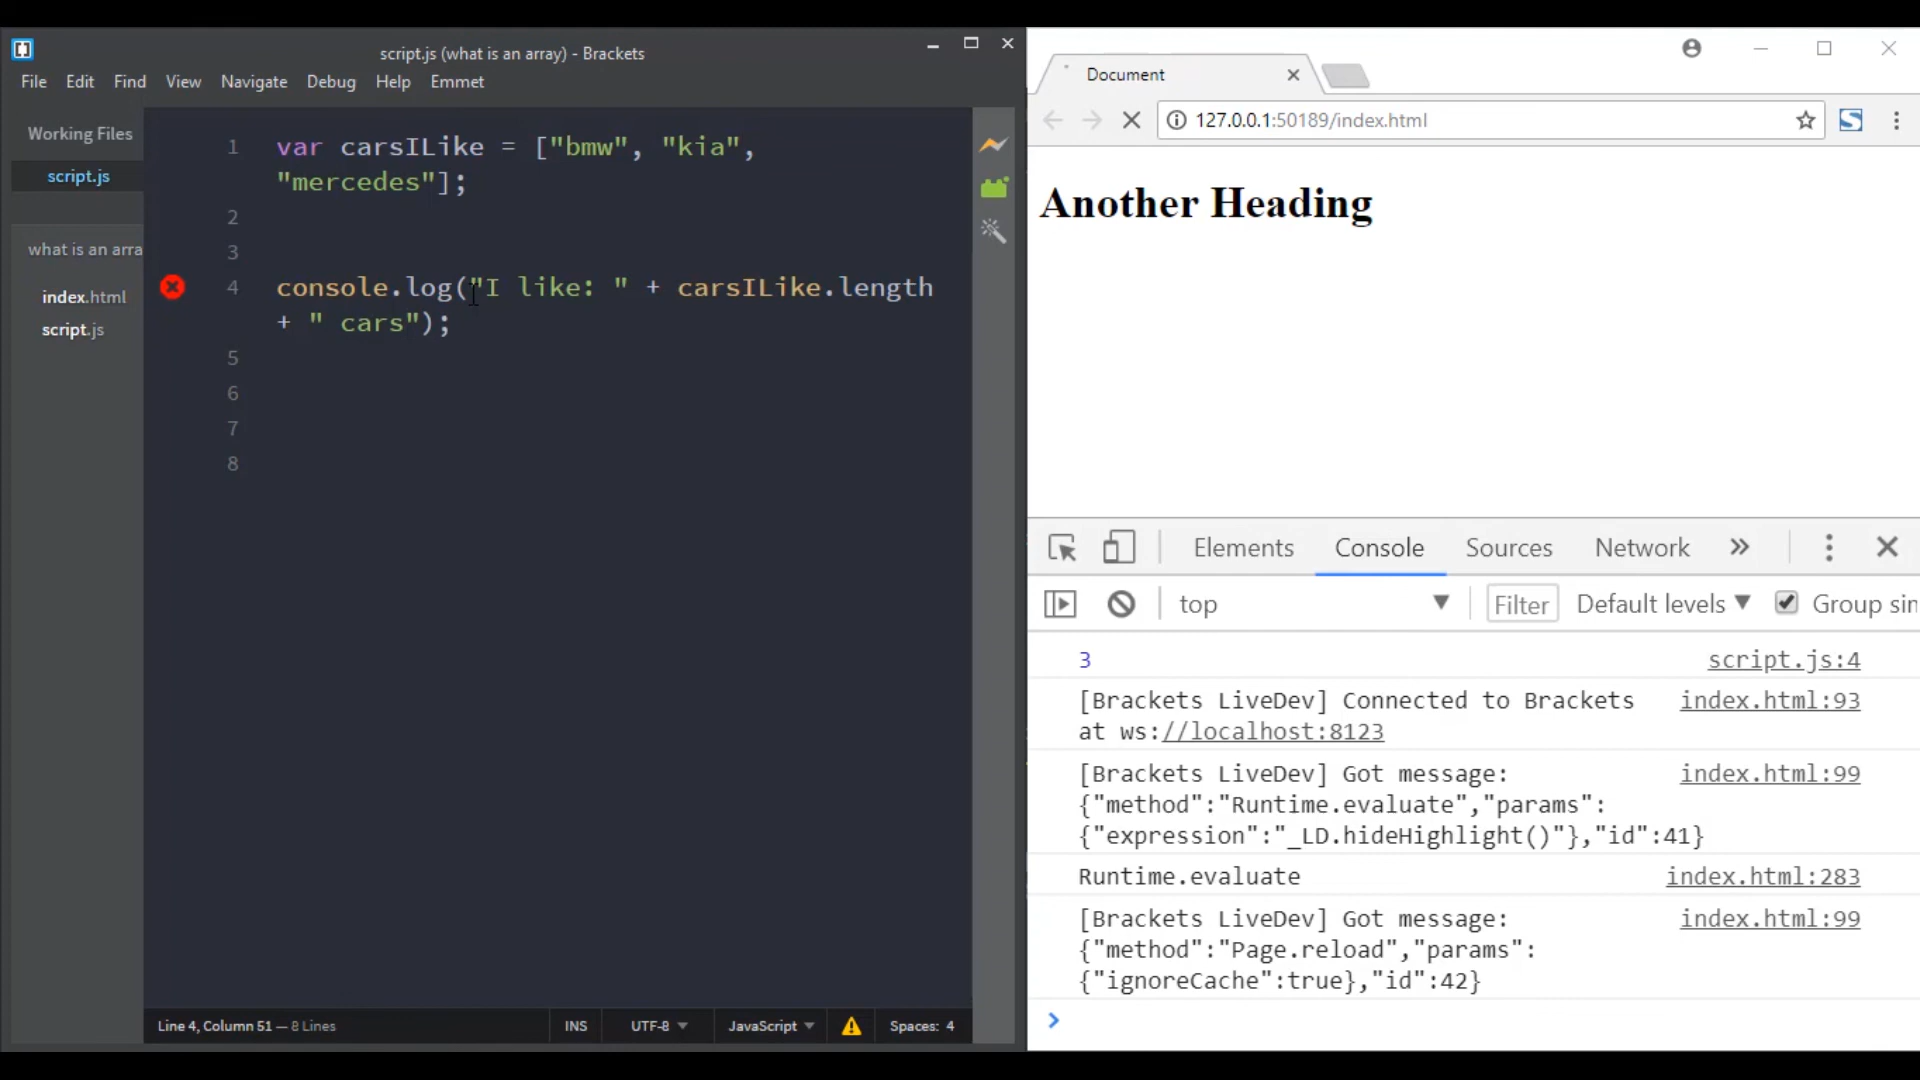 script.js (what is an array) - Brackets
File Edit Find View Navigate Debug Help Emmet
Working Files
script.js
what is an arra
index.html
script.js
1 var carsILike = ["bmw", "kia",
"mercedes"];
2
3
4 console.log("I like: " + carsILike.length
+ " cars");
5
6
7
8
Line 4, Column 51 — 8 Lines INS UTF-8 JavaScript Spaces: 4
Document
127.0.0.1:50189/index.html
Another Heading
Elements Console Sources Network
top Filter Default levels Group sin
3 script.js:4
[Brackets LiveDev] Connected to Brackets index.html:93
at ws://localhost:8123
[Brackets LiveDev] Got message: index.html:99
{"method":"Runtime.evaluate","params":
{"expression":"_LD.hideHighlight()"},"id":41}
Runtime.evaluate index.html:283
[Brackets LiveDev] Got message: index.html:99
{"method":"Page.reload","params":
{"ignoreCache":true},"id":42}